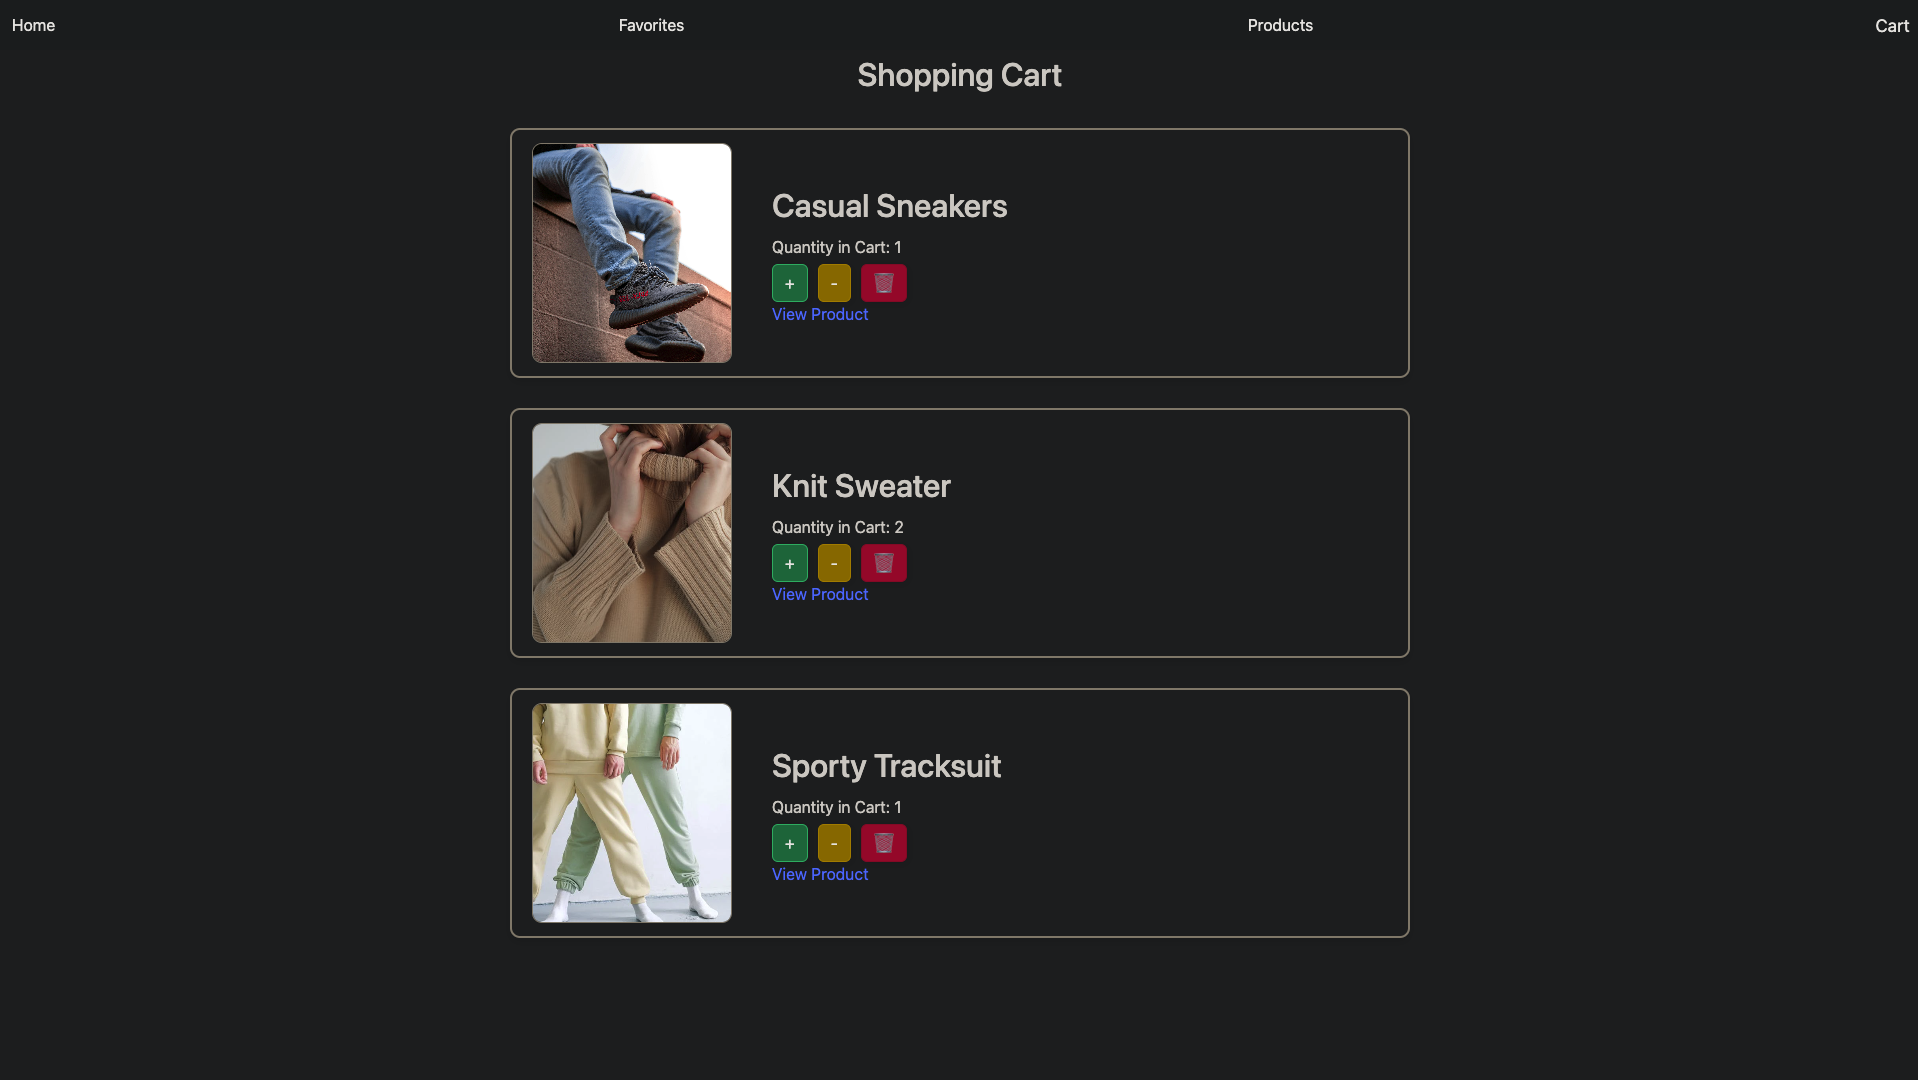 Home Favorites Products Cart
Shopping Cart
Casual Sneakers
Quantity in Cart: 1
+ -
View Product
Knit Sweater
Quantity in Cart: 2
+ -
View Product
Sporty Tracksuit
Quantity in Cart: 1
+ -
View Product